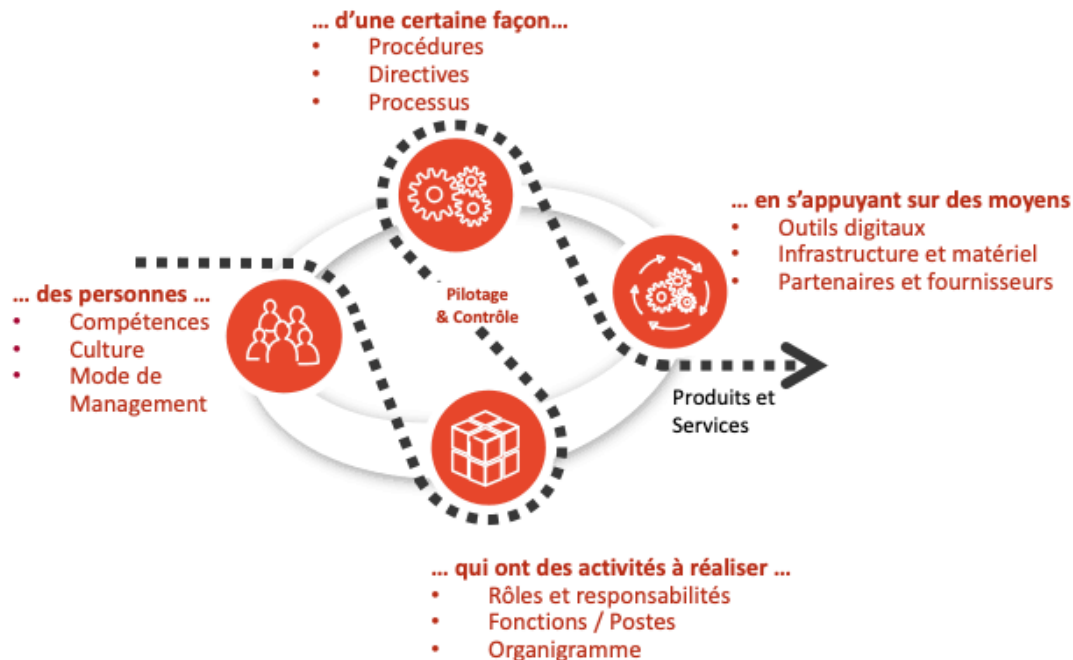 ... d'une certaine façon...
• Procédures
• Directives
• Processus
... en s'appuyant sur des moyens
• Outils digitaux
• Infrastructure et matériel
• Partenaires et fournisseurs
... des personnes ...
• Compétences
• Culture
• Mode de
Management
Pilotage
& Contrôle
Produits et
Services
... qui ont des activités à réaliser ...
• Rôles et responsabilités
• Fonctions / Postes
• Organigramme